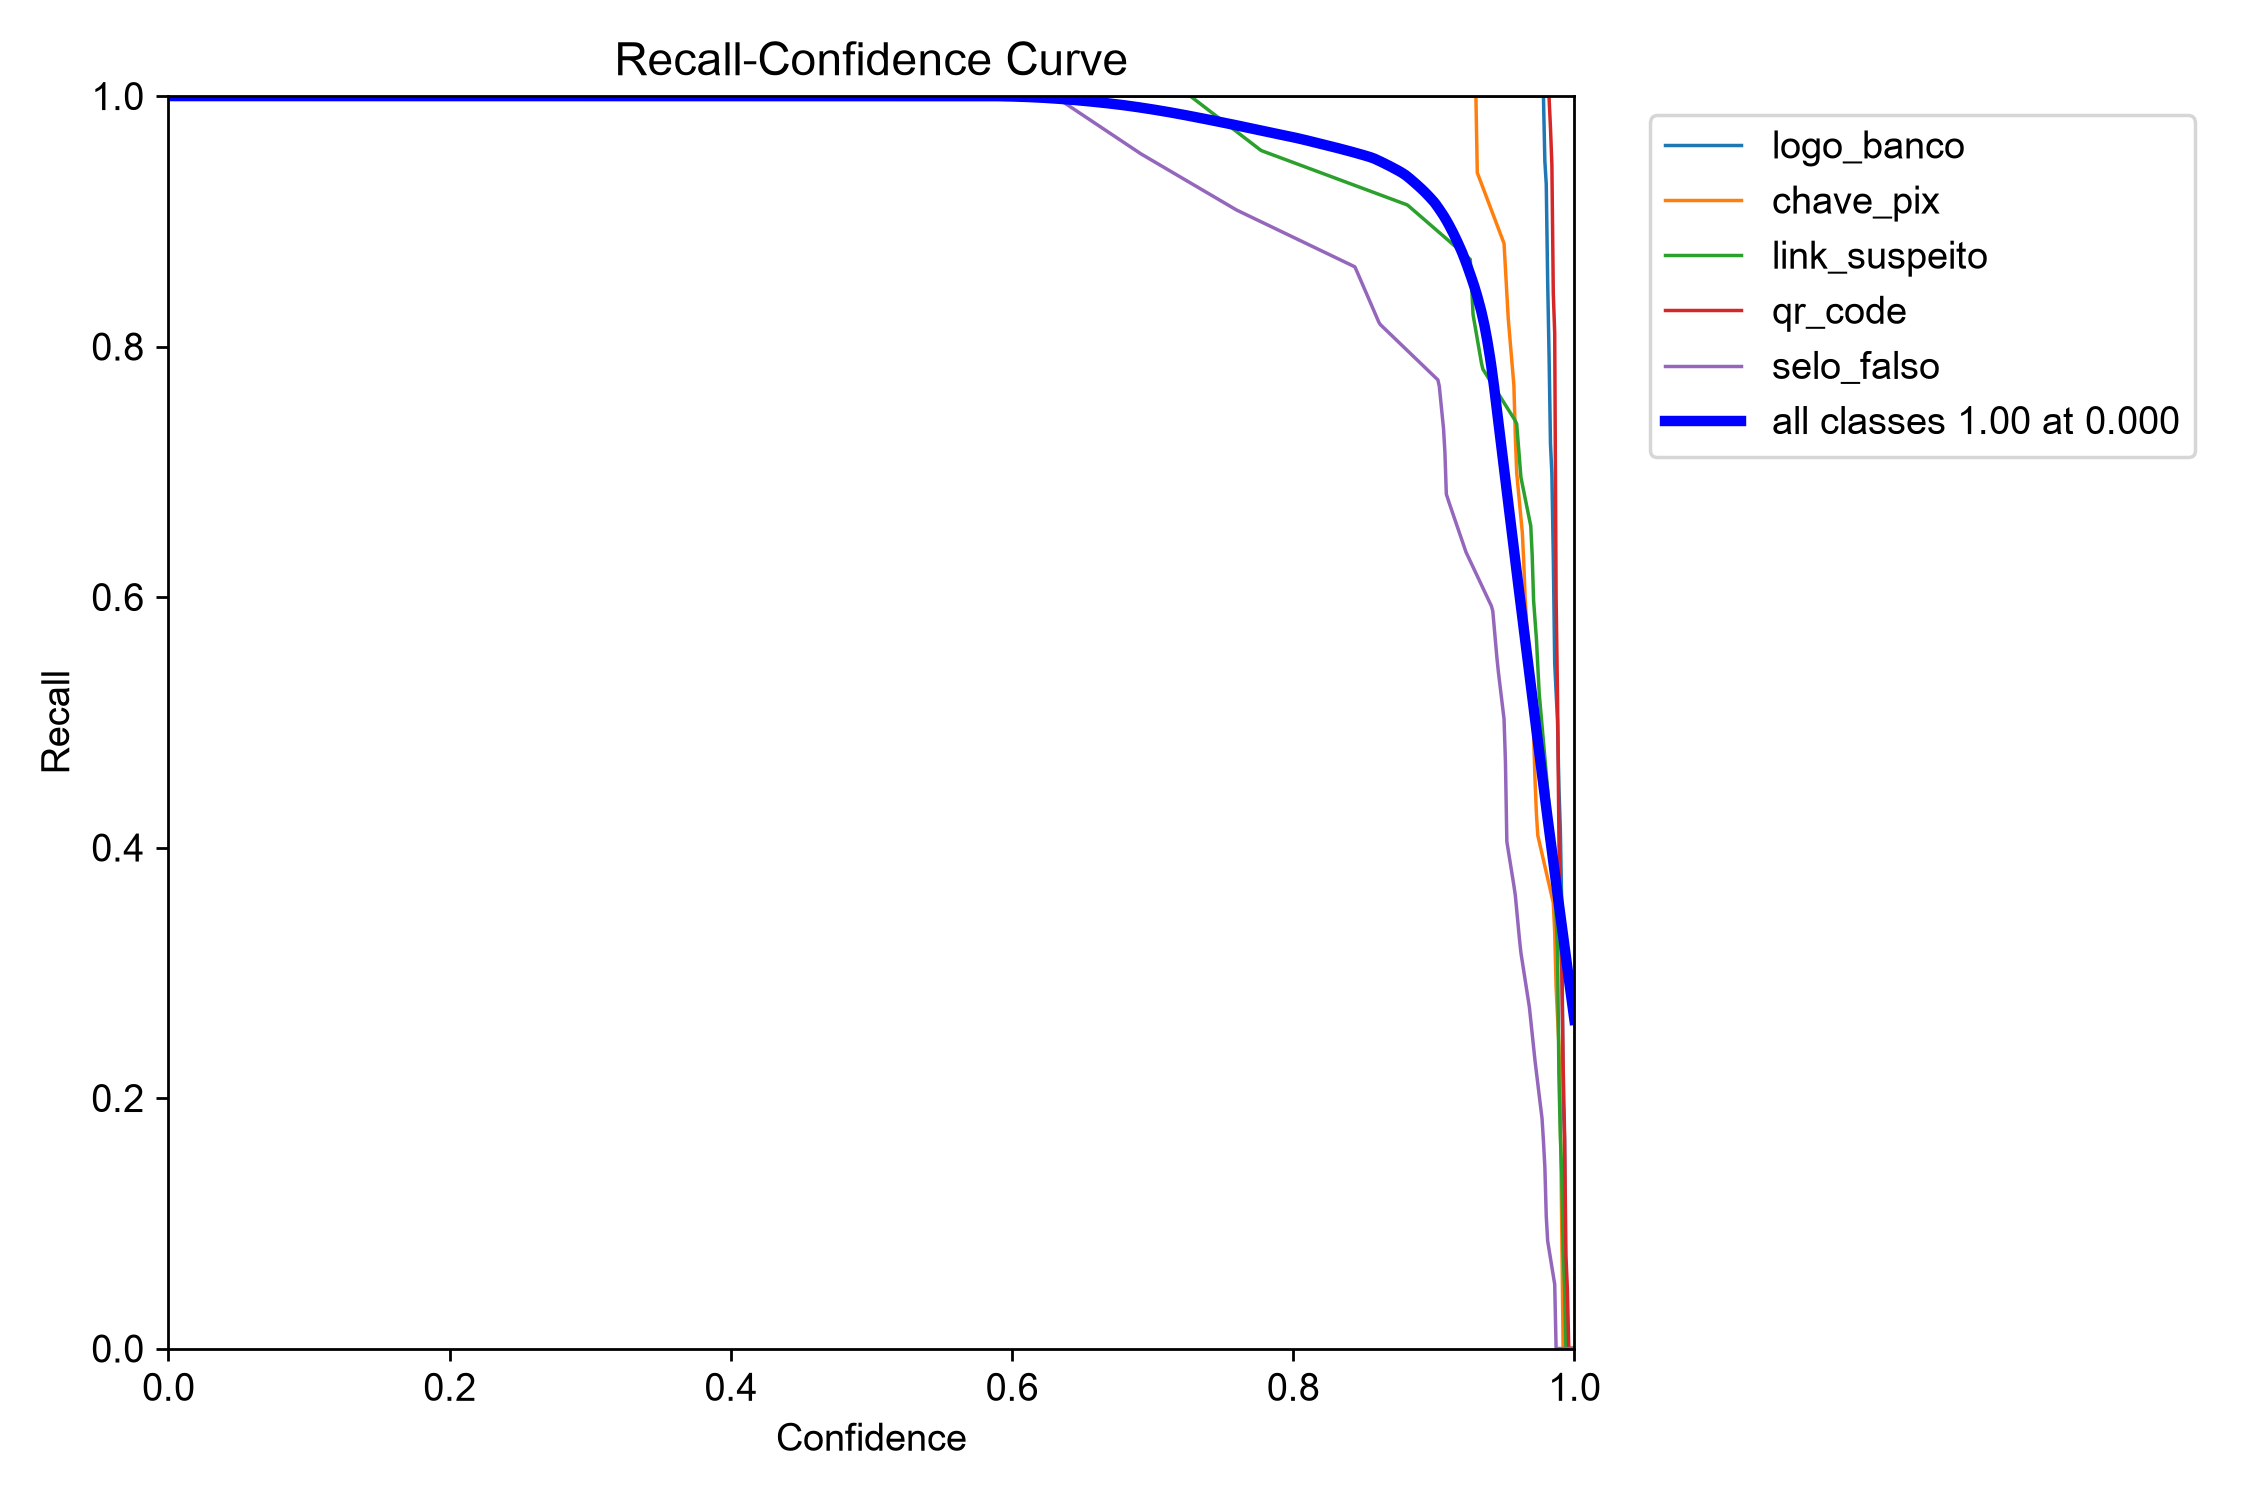 Recall-Confidence Curve
1.0
0.8
0.6
0.4
0.2
0.0
Recall
0.0 0.2 0.4 0.6 0.8 1.0
Confidence
logo_banco
chave_pix
link_suspeito
qr_code
selo_falso
all classes 1.00 at 0.000